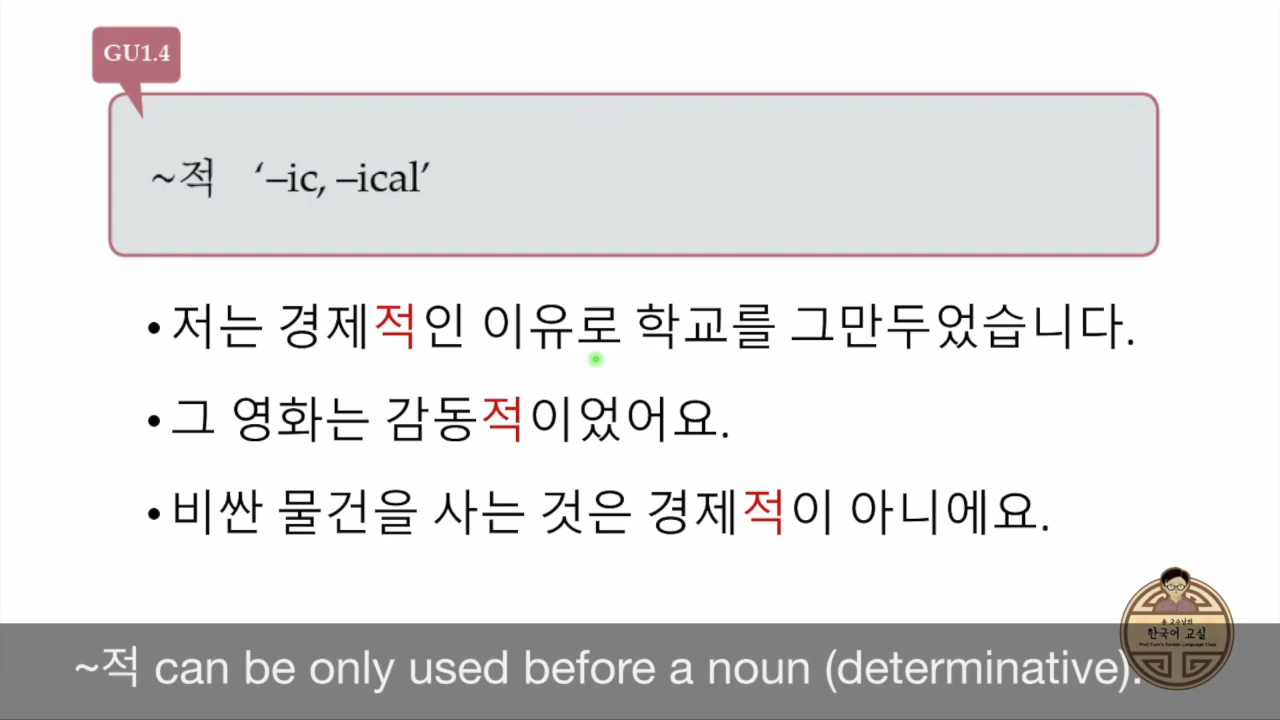 GU1.4
~적 ‘–ic, –ical’
• 저는 경제적인 이유로 학교를 그만두었습니다.
• 그 영화는 감동적이었어요.
• 비싼 물건을 사는 것은 경제적이 아니에요.
한국어 교실
~적 can be only used before a noun (determinative).